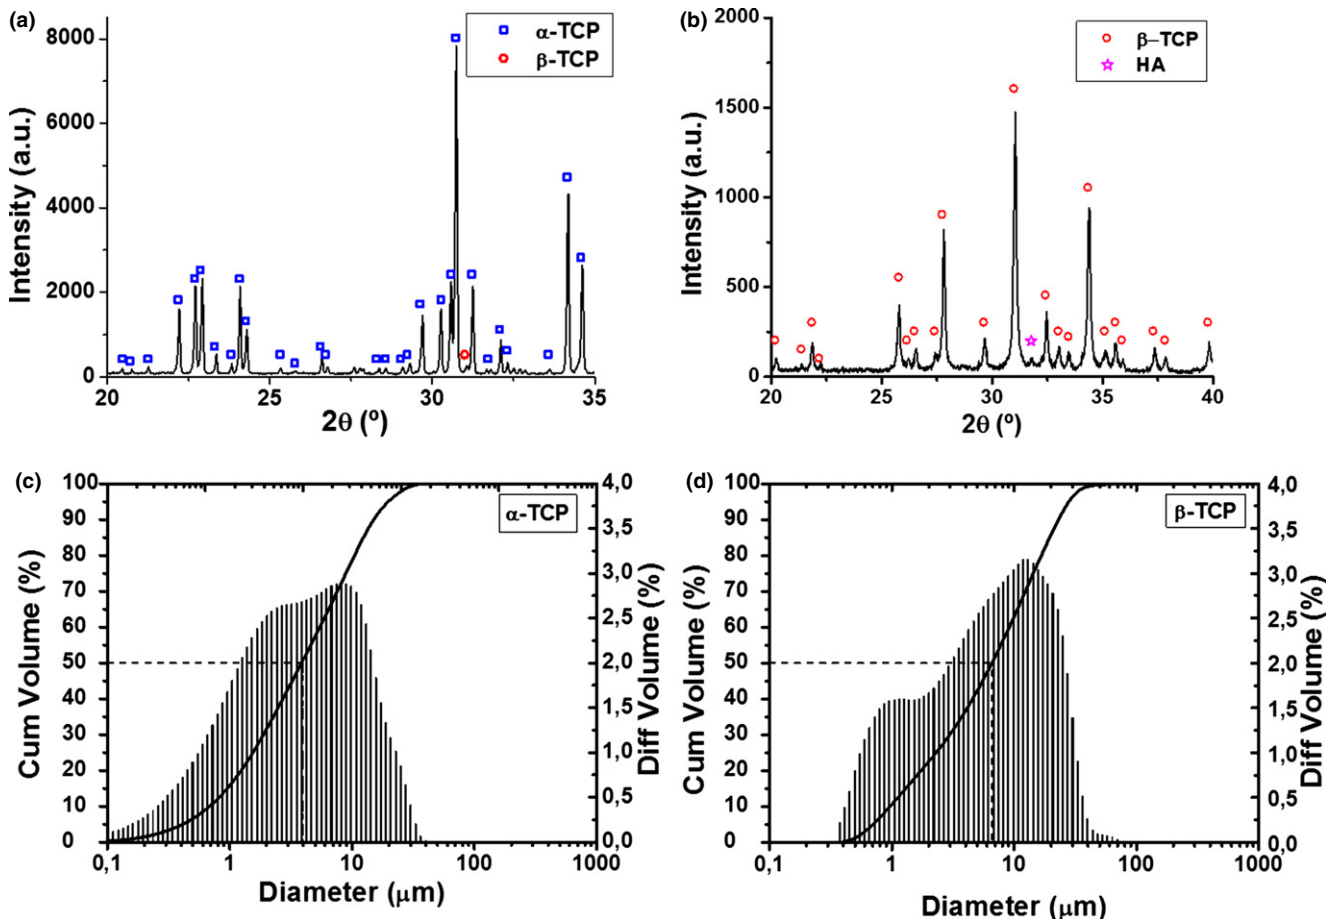 (a)
α-TCP
β-TCP
8000
6000
4000
2000
0
Intensity (a.u.)
20 25 30 35
2θ (º)
(b)
β–TCP
HA
2000
1500
1000
500
0
Intensity (a.u.)
20 25 30 35 40
2θ (º)
(c)
α-TCP
100
90
80
70
60
50
40
30
20
10
0
Cum Volume (%)
4,0
3,5
3,0
2,5
2,0
1,5
1,0
0,5
0,0
Diff Volume (%)
0,1 1 10 100 1000
Diameter (μm)
(d)
β-TCP
100
90
80
70
60
50
40
30
20
10
0
Cum Volume (%)
4,0
3,5
3,0
2,5
2,0
1,5
1,0
0,5
0,0
Diff Volume (%)
0,1 1 10 100 1000
Diameter (μm)